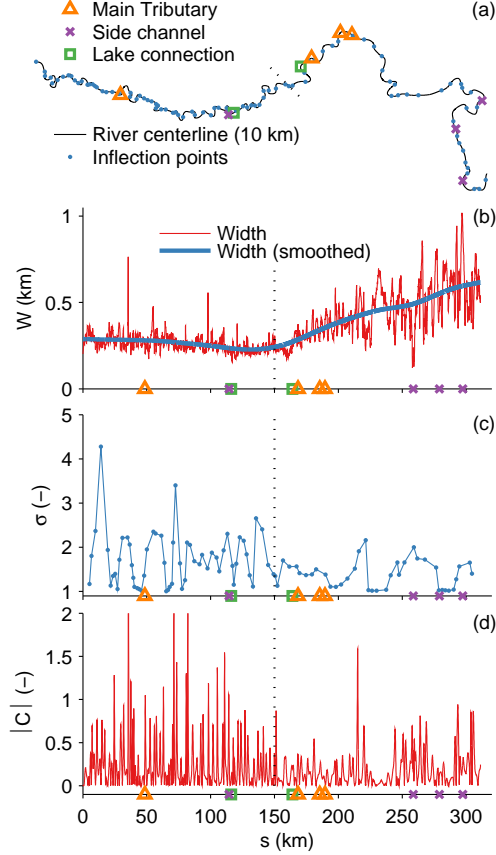 Main Tributary
(a)
Side channel
Lake connection
River centerline (10 km)
Inflection points
(b)
1
Width
Width (smoothed)
W (km)
0.5
0
(c)
5
4
σ (−)
3
2
1
(d)
2
1.5
|C| (−)
1
0.5
0
0 50 100 150 200 250 300
s (km)